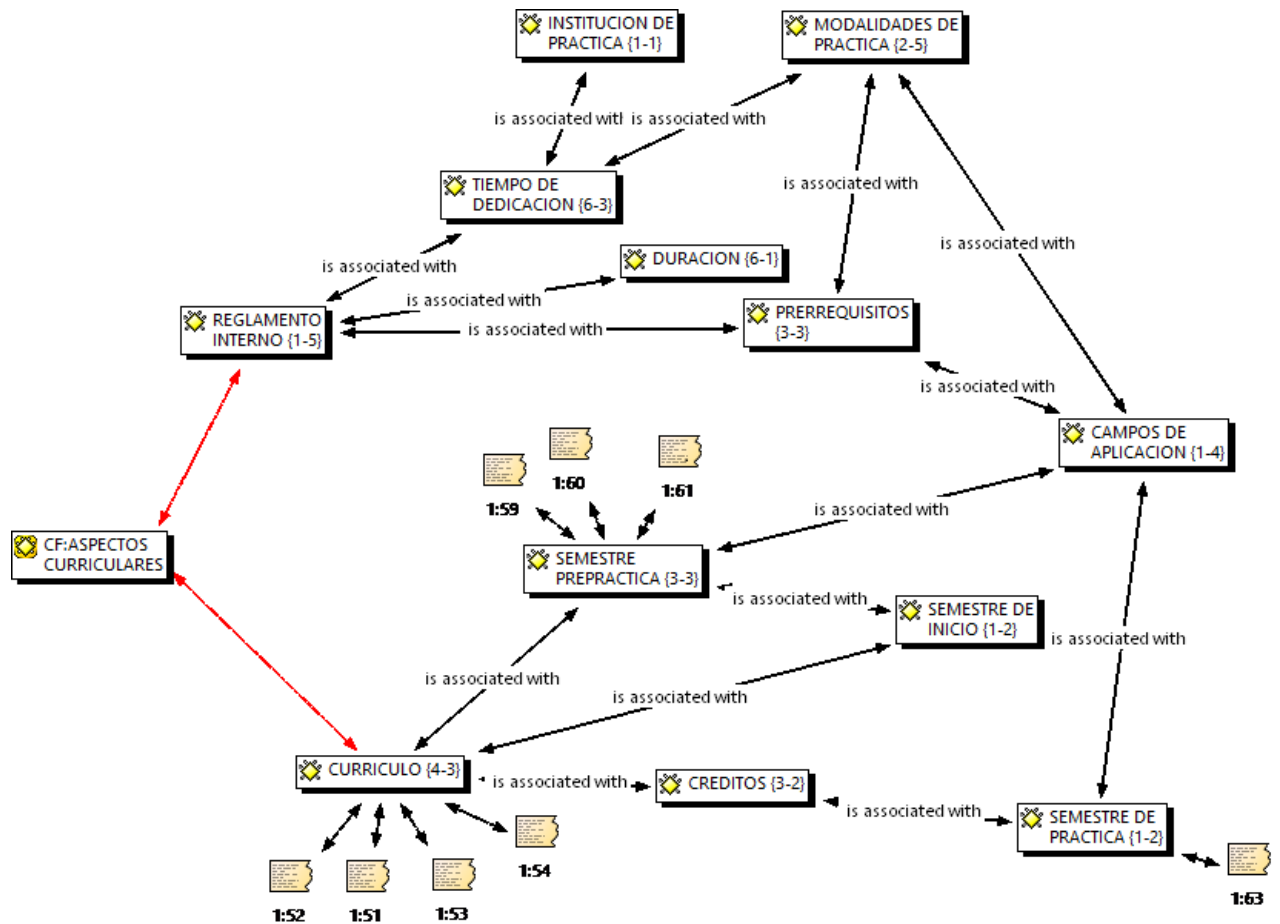 INSTITUCION DE
PRACTICA {1-1}
MODALIDADES DE
PRACTICA {2-5}
is associated with
is associated with
is associated with
TIEMPO DE
DEDICACION {6-3}
is associated with
DURACION {6-1}
is associated with
is associated with
REGLAMENTO
INTERNO {1-5}
is associated with
PRERREQUISITOS
{3-3}
is associated with
CAMPOS DE
APLICACION {1-4}
1:59
1:60
1:61
is associated with
CF:ASPECTOS
CURRICULARES
SEMESTRE
PREPRACTICA {3-3}
is associated with
SEMESTRE DE
INICIO {1-2}
is associated with
is associated with
is associated with
CURRICULO {4-3}
is associated with
CREDITOS {3-2}
is associated with
SEMESTRE DE
PRACTICA {1-2}
1:54
1:52
1:51
1:53
1:63